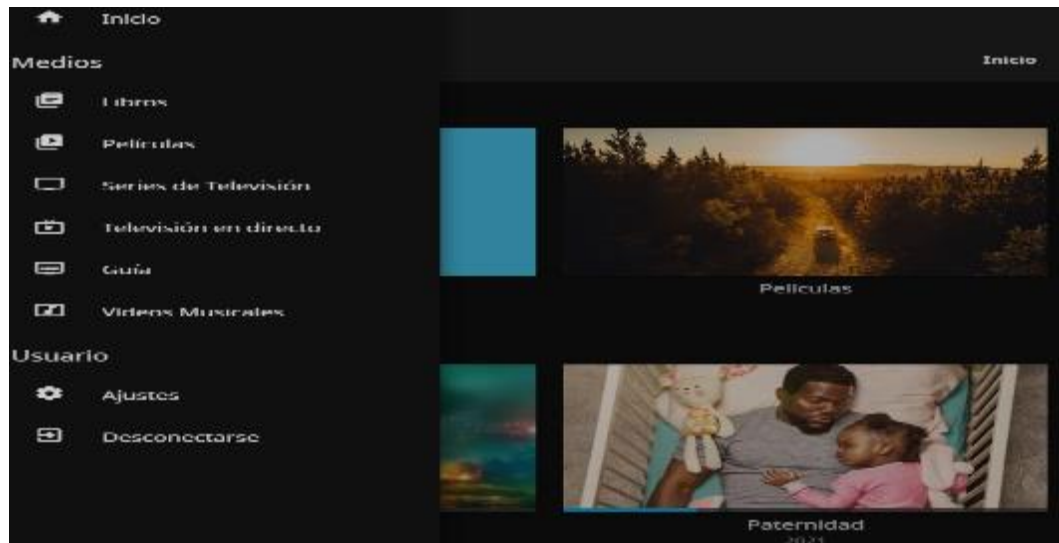 Inicio
Medios
Inicio
Libros
Películas
Series de Televisión
Televisión en directo
Guía
Videos Musicales
Películas
Usuario
Ajustes
Desconectarse
Paternidad
2021